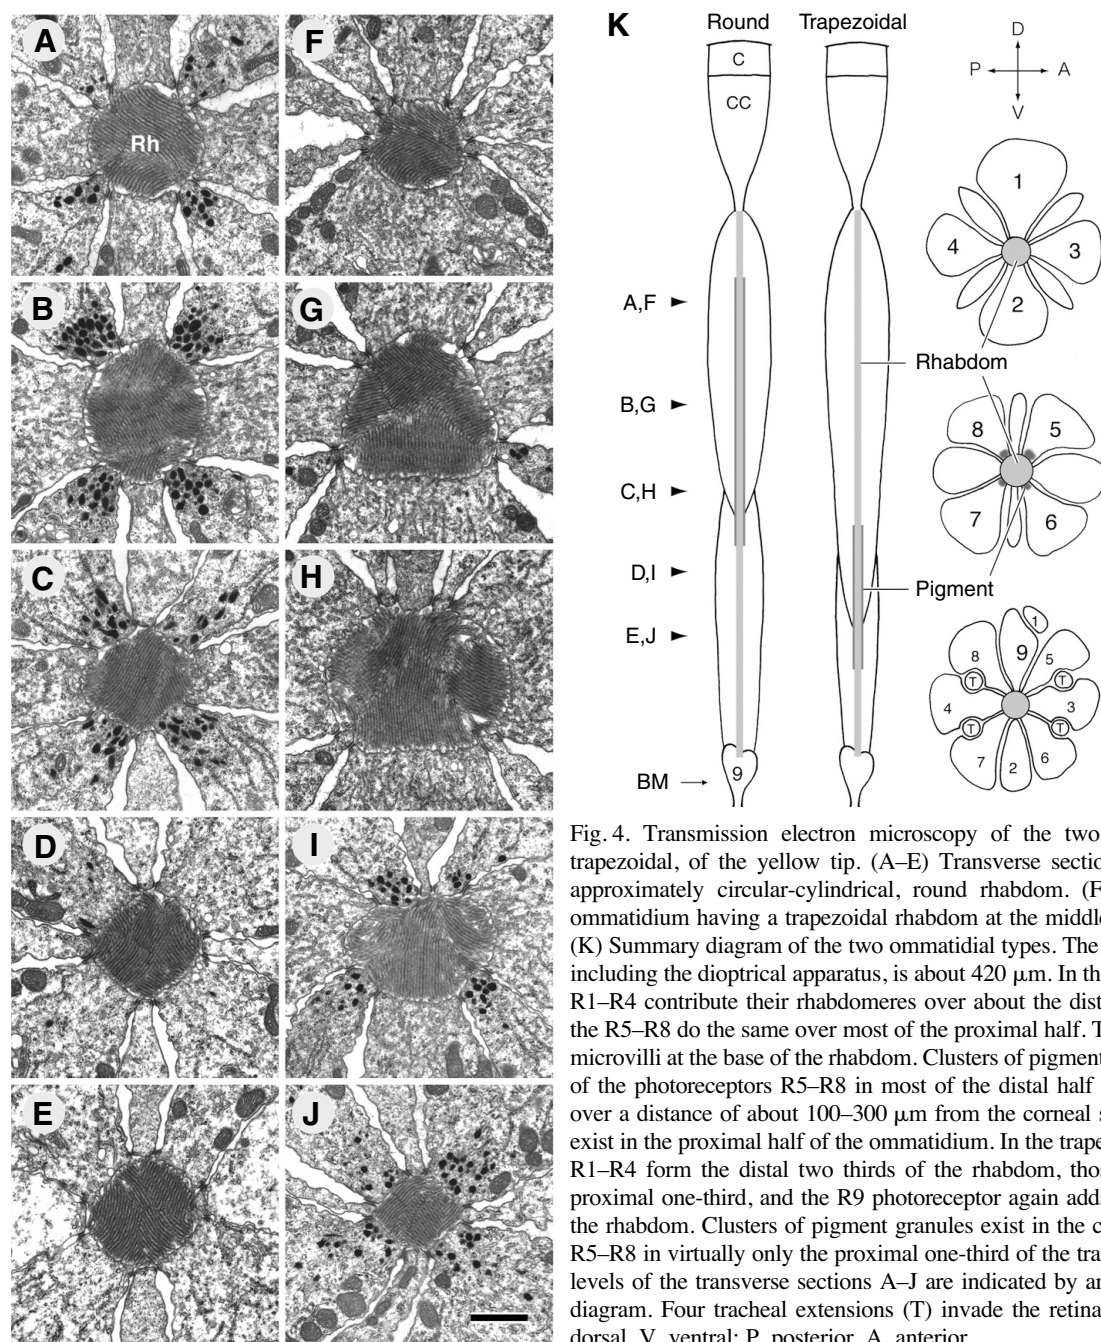 A
Rh
F
B
G
C
H
D
I
E
J
K
Round
Trapezoidal
C
CC
A,F
B,G
C,H
D,I
E,J
BM
9
D
P
A
V
1
4
3
2
Rhabdom
8
5
7
6
Pigment
1
9
8
5
T
T
4
3
T
T
7
2
6
Fig. 4. Transmission electron microscopy of the two
trapezoidal, of the yellow tip. (A–E) Transverse sectio
approximately circular-cylindrical, round rhabdom. (F
ommatidium having a trapezoidal rhabdom at the middle
(K) Summary diagram of the two ommatidial types. The
including the dioptrical apparatus, is about 420 μm. In th
R1–R4 contribute their rhabdomeres over about the dist
the R5–R8 do the same over most of the proximal half. T
microvilli at the base of the rhabdom. Clusters of pigment
of the photoreceptors R5–R8 in most of the distal half
over a distance of about 100–300 μm from the corneal s
exist in the proximal half of the ommatidium. In the trape
R1–R4 form the distal two thirds of the rhabdom, thos
proximal one-third, and the R9 photoreceptor again adds
the rhabdom. Clusters of pigment granules exist in the c
R5–R8 in virtually only the proximal one-third of the tra
levels of the transverse sections A–J are indicated by ar
diagram. Four tracheal extensions (T) invade the retina
dorsal, V, ventral; P, posterior, A, anterior